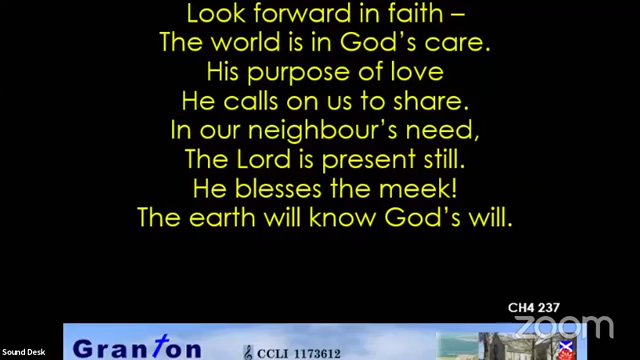 Look forward in faith –
The world is in God's care.
His purpose of love
He calls on us to share.
In our neighbour's need,
The Lord is present still.
He blesses the meek!
The earth will know God's will.
CH4 237
zoom
Sound Desk
Granton
CCLI 1173612